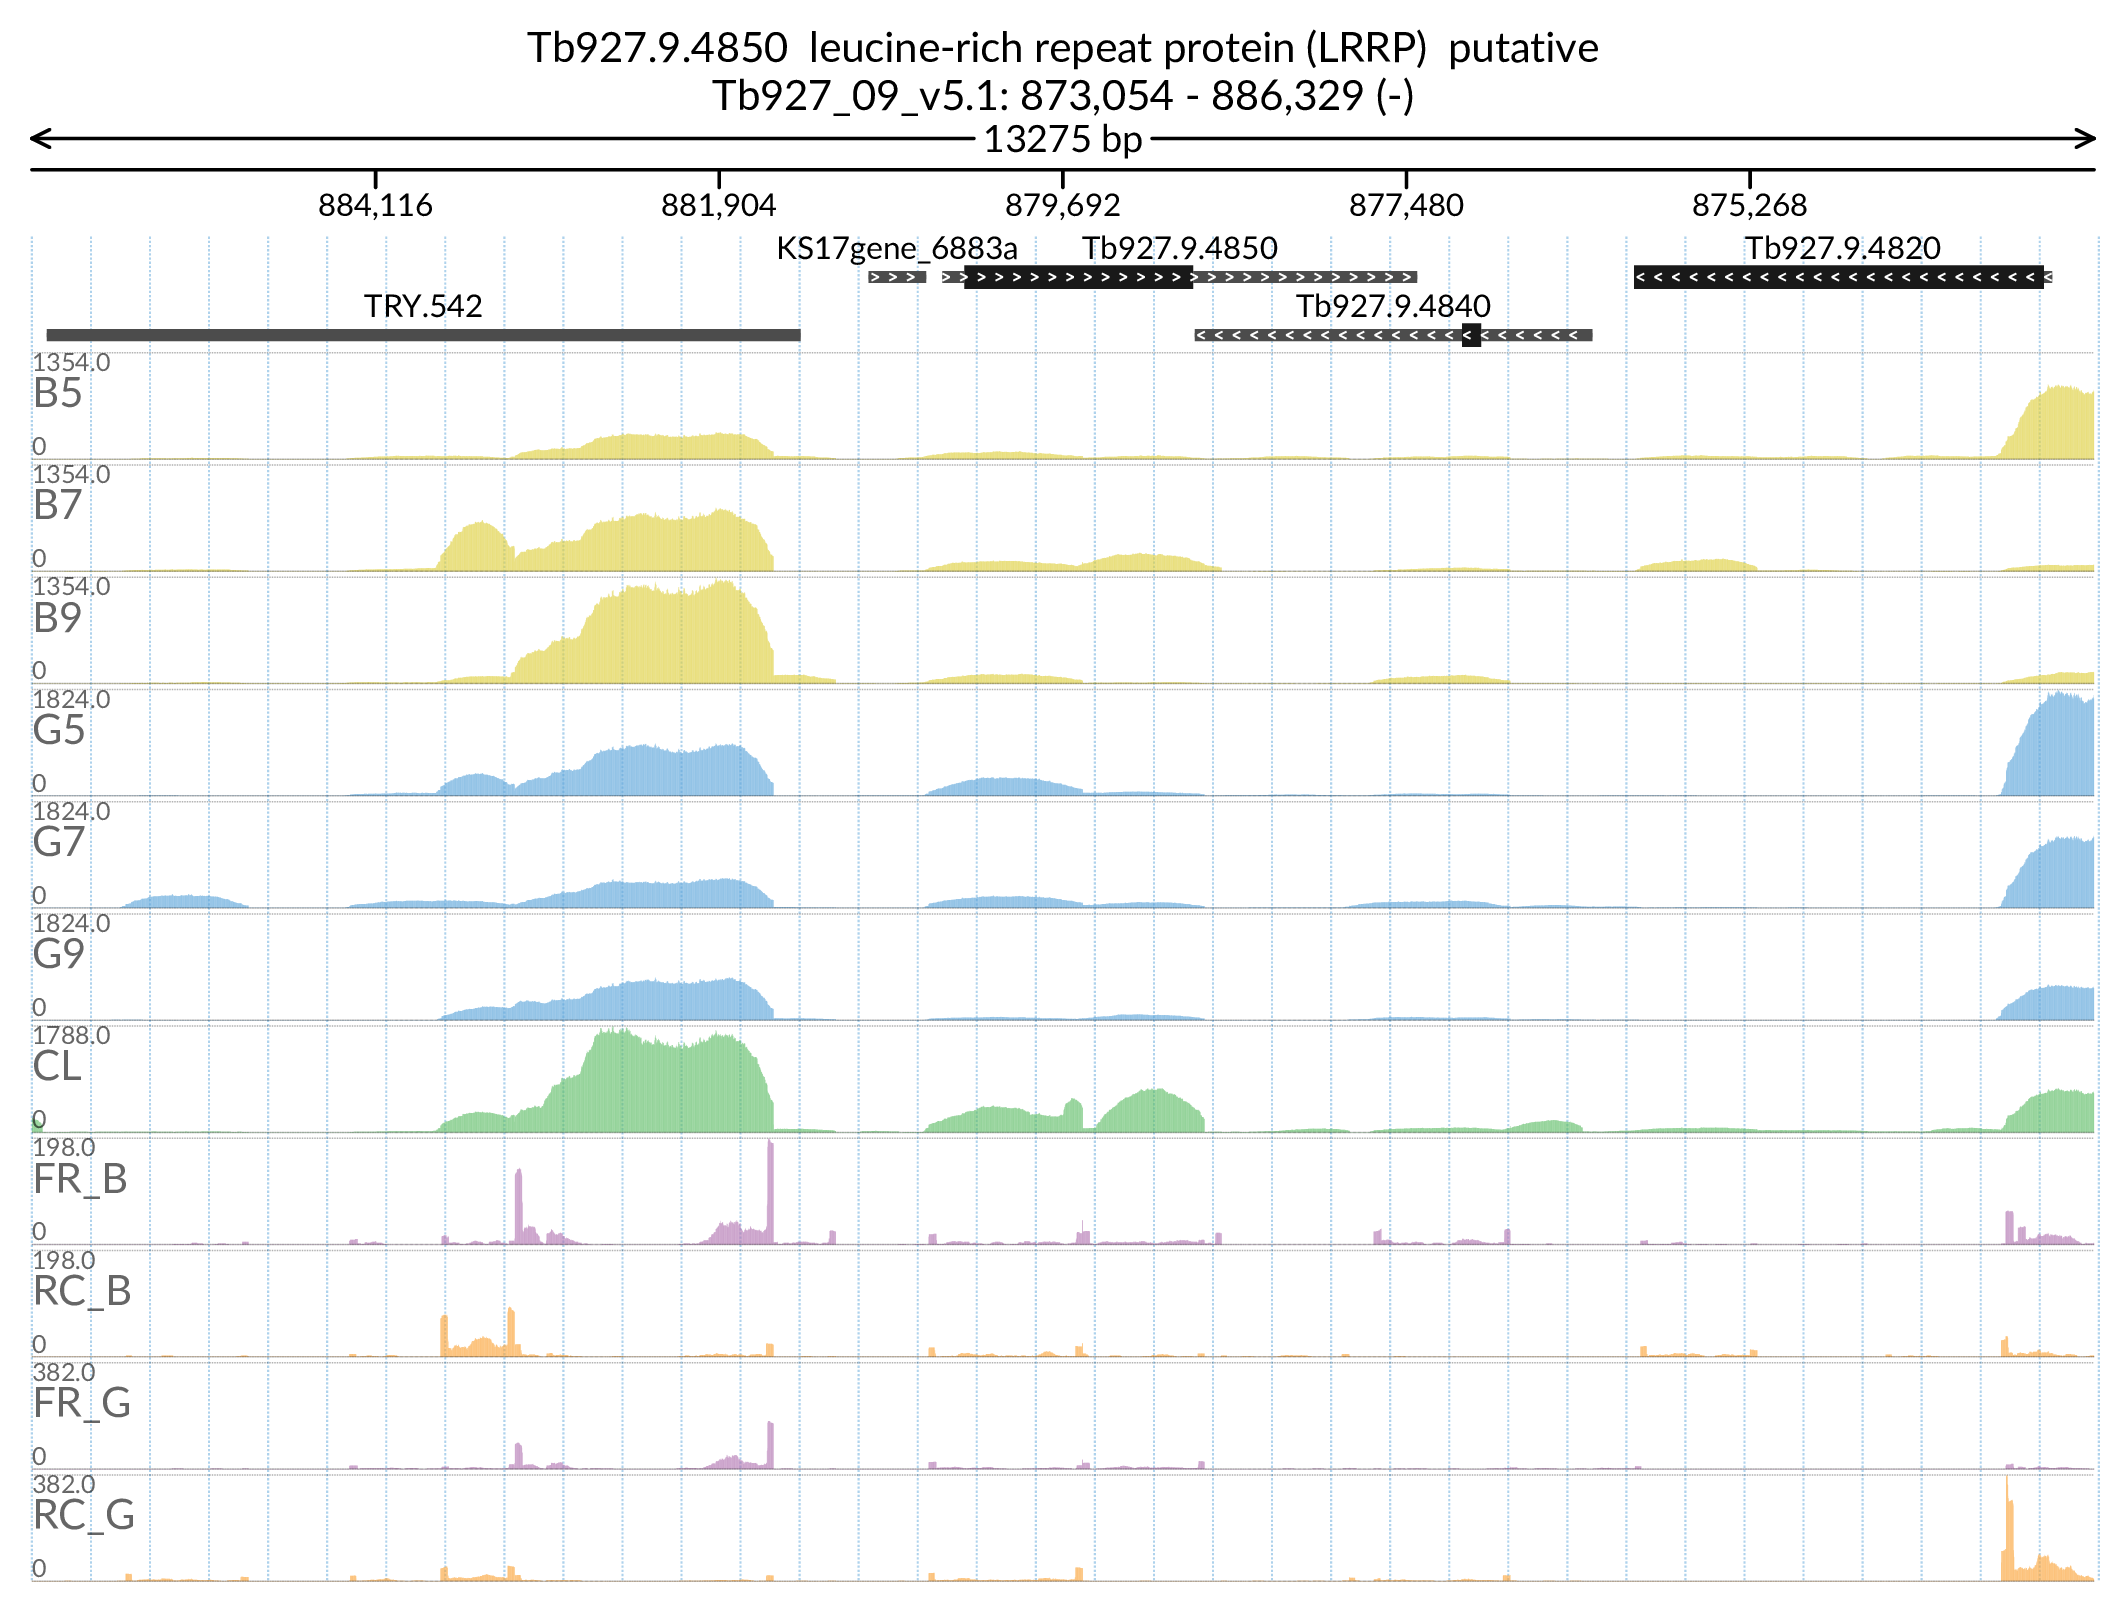 Tb927.9.4850 leucine-rich repeat protein (LRRP) putative
Tb927_09_v5.1: 873,054 - 886,329 (-)
13275 bp
884,116 881,904 879,692 877,480 875,268
KS17gene_6883a Tb927.9.4850 Tb927.9.4820
TRY.542 Tb927.9.4840
1354.0
B5
0
1354.0
B7
0
1354.0
B9
0
1824.0
G5
0
1824.0
G7
0
1824.0
G9
0
1788.0
CL
0
198.0
FR_B
0
198.0
RC_B
0
382.0
FR_G
0
382.0
RC_G
0